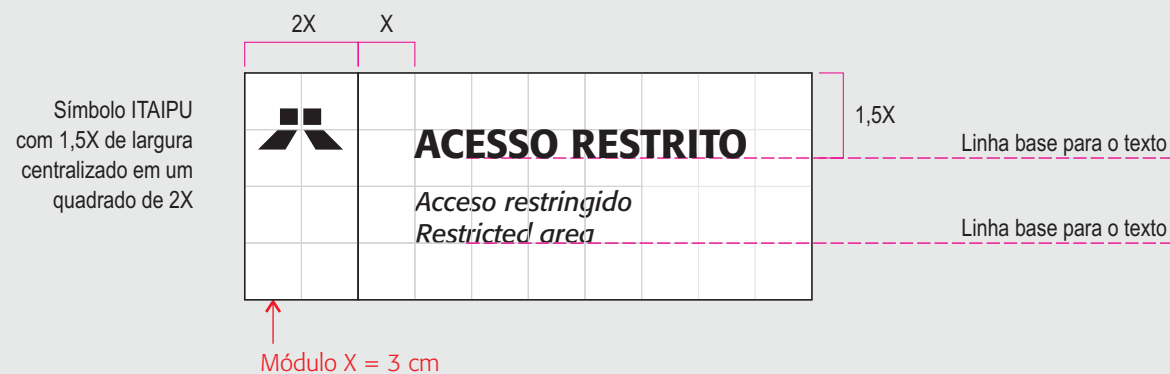 2X
X
Símbolo ITAIPU
com 1,5X de largura
centralizado em um
quadrado de 2X
ACESSO RESTRITO
Acceso restringido
Restricted area
1,5X
Linha base para o texto
Linha base para o texto
Módulo X = 3 cm